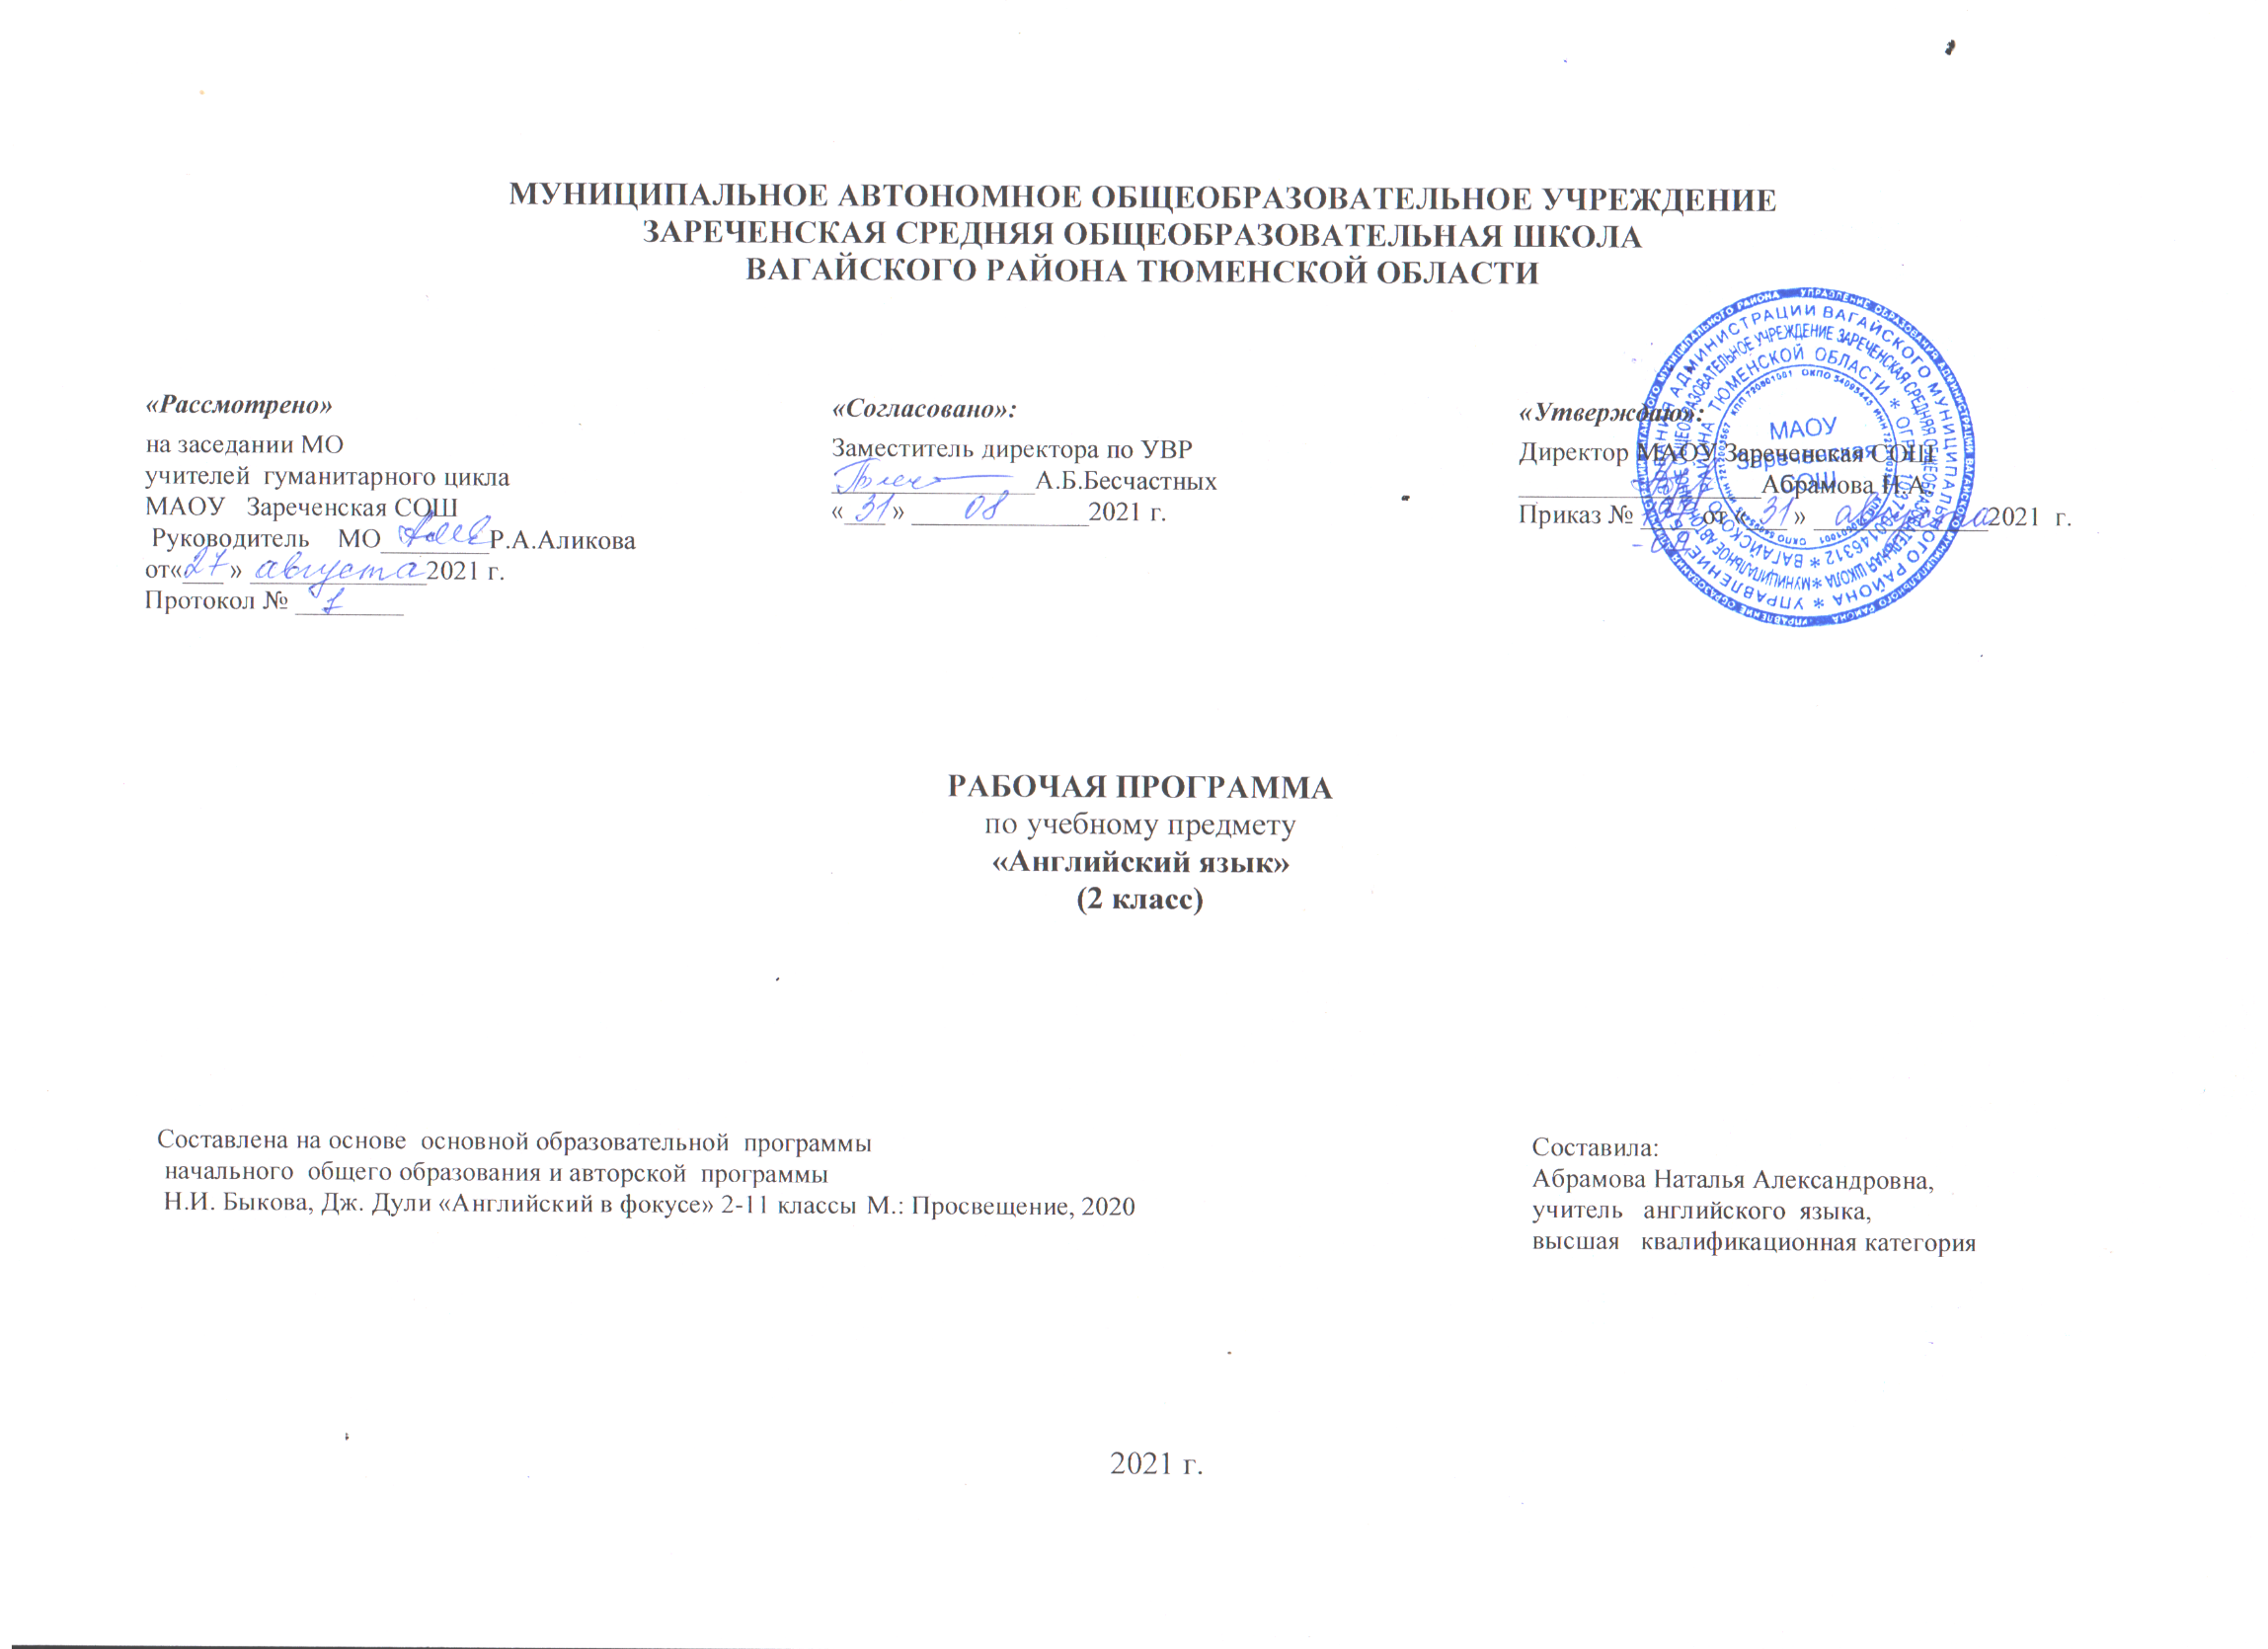 МУНИЦИПАЛЬНОЕ АВТОНОМНОЕ ОБЩЕОБРАЗОВАТЕЛЬНОЕ УЧРЕЖДЕНИЕ
ЗАРЕЧЕНСКАЯ СРЕДНЯЯ ОБЩЕОБРАЗОВАТЕЛЬНАЯ ШКОЛА
ВАГАЙСКОГО РАЙОНА ТЮМЕНСКОЙ ОБЛАСТИ
«Рассмотрено»
на заседании МО
учителей гуманитарного цикла
МАОУ Зареченская СОШ
Руководитель МО Р.А.Аликова
от«27» августа 2021 г.
Протокол № 1
«Согласовано»:
Заместитель директора по УВР
А.Б.Бесчастных
«31» 08 2021 г.
«Утверждаю»:
Директор МАОУ Зареченская СОШ
Абрамова И.А.
Приказ № от «31» августа 2021 г.
МАОУ
Зареченская
СОШ
РАБОЧАЯ ПРОГРАММА
по учебному предмету
«Английский язык»
(2 класс)
Составлена на основе основной образовательной программы
начального общего образования и авторской программы
Н.И. Быкова, Дж. Дули «Английский в фокусе» 2-11 классы М.: Просвещение, 2020
Составила:
Абрамова Наталья Александровна,
учитель английского языка,
высшая квалификационная категория
2021 г.